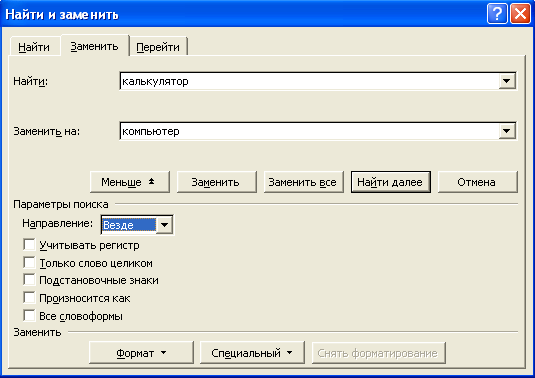 Найти и заменить
Найти Заменить Перейти
Найти: калькулятор
Заменить на: компьютер
Меньше Заменить Заменить все Найти далее Отмена
Параметры поиска
Направление: Везде
Учитывать регистр
Только слово целиком
Подстановочные знаки
Произносится как
Все словоформы
Заменить
Формат Специальный Снять форматирование